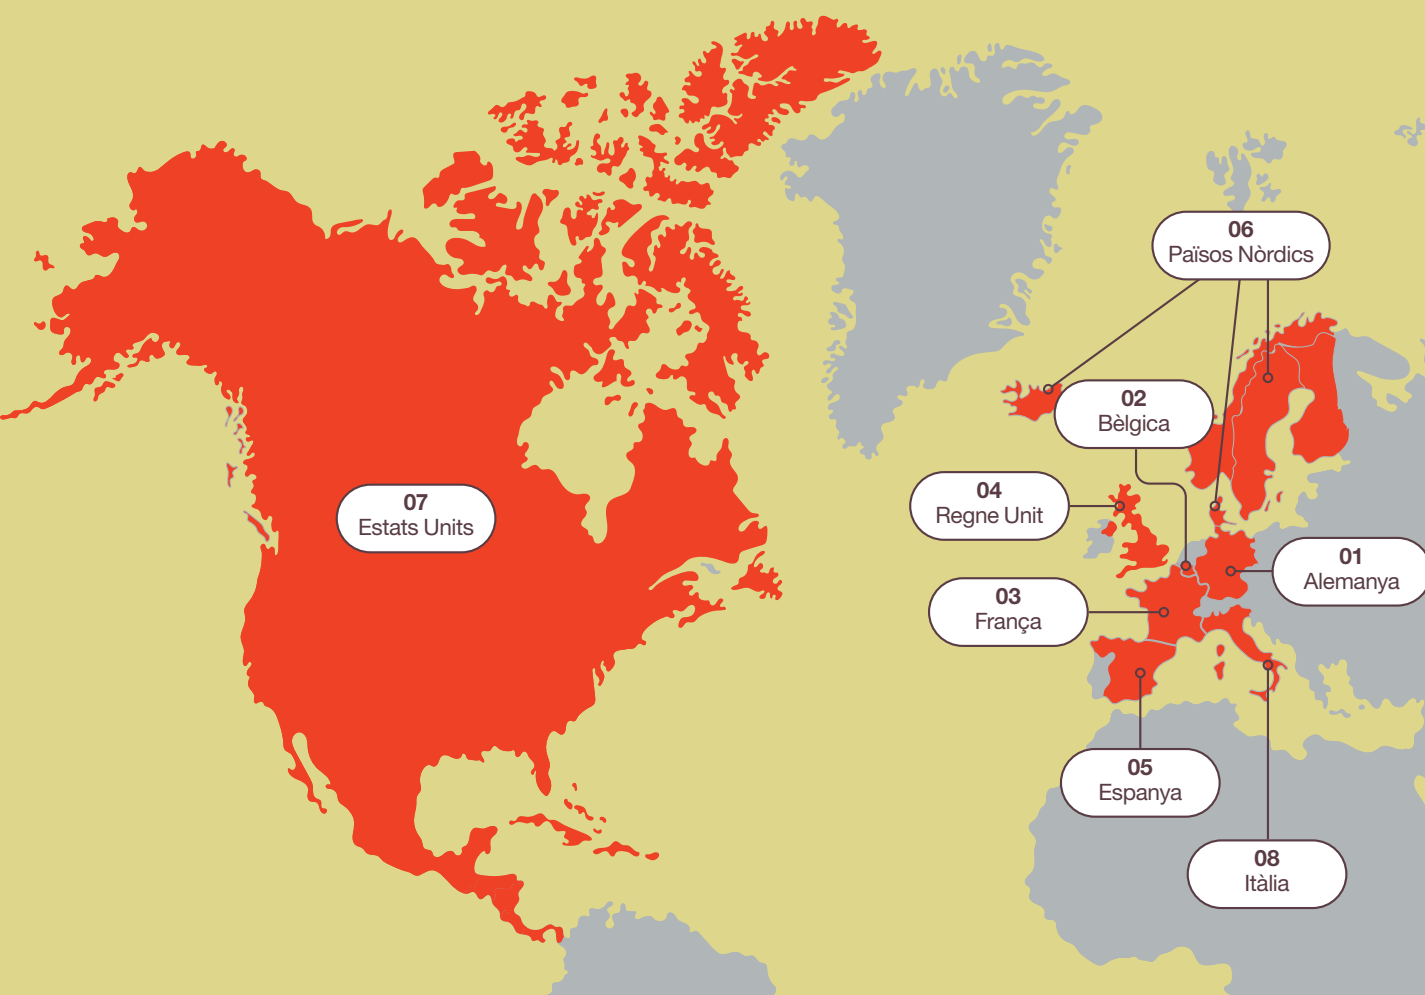 06
Països Nòrdics
02
Bèlgica
04
Regne Unit
07
Estats Units
01
Alemanya
03
França
05
Espanya
08
Itàlia